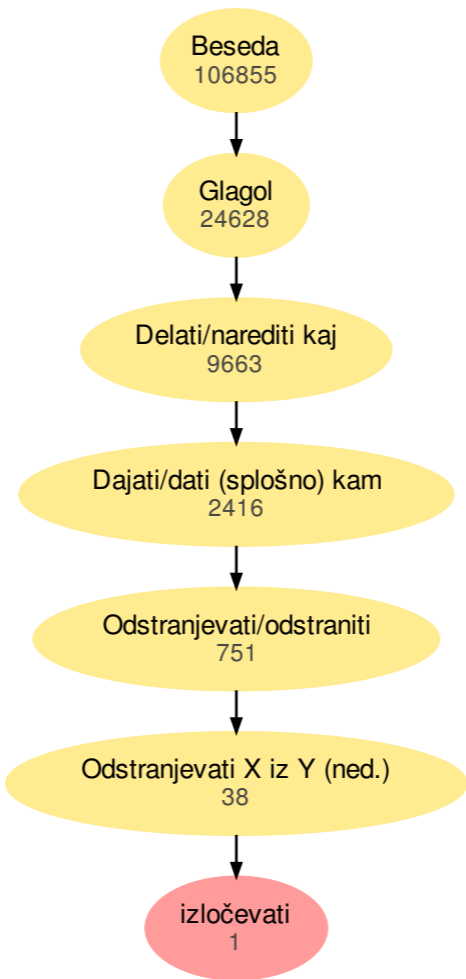 Beseda
106855
Glagol
24628
Delati/narediti kaj
9663
Dajati/dati (splošno) kam
2416
Odstranjevati/odstraniti
751
Odstranjevati X iz Y (ned.)
38
izločevati
1